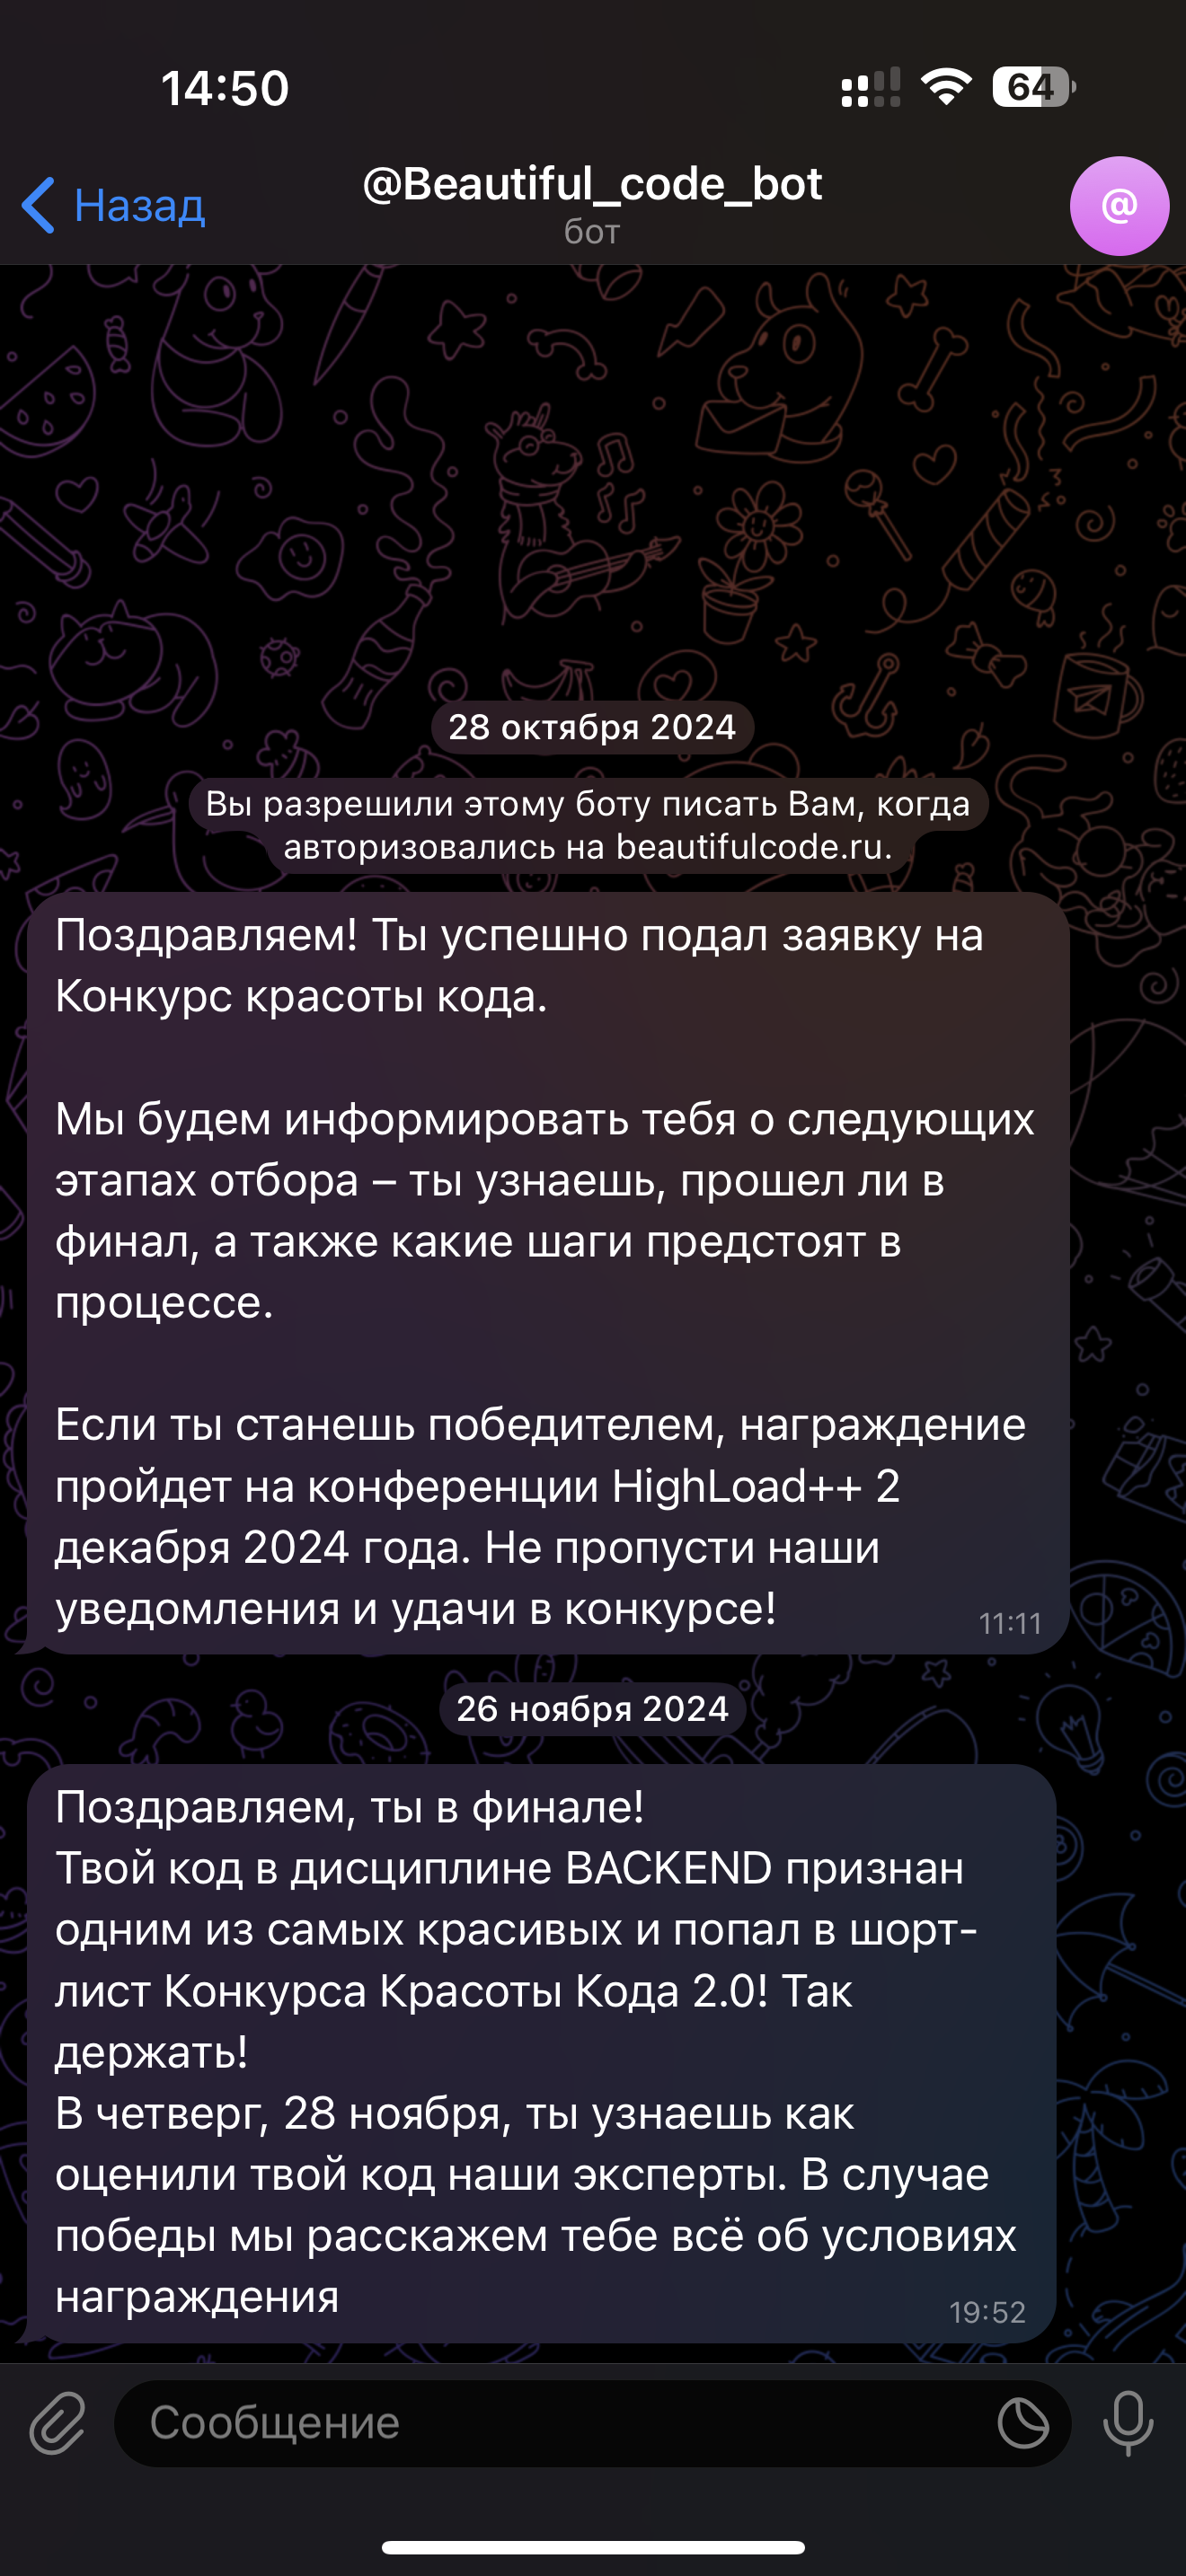 14:50
64
Назад
@Beautiful_code_bot
бот
@
28 октября 2024
Вы разрешили этому боту писать Вам, когда
авторизовались на beautifulcode.ru.
Поздравляем! Ты успешно подал заявку на
Конкурс красоты кода.
Мы будем информировать тебя о следующих
этапах отбора – ты узнаешь, прошел ли в
финал, а также какие шаги предстоят в
процессе.
Если ты станешь победителем, награждение
пройдет на конференции HighLoad++ 2
декабря 2024 года. Не пропусти наши
уведомления и удачи в конкурсе!
11:11
26 ноября 2024
Поздравляем, ты в финале!
Твой код в дисциплине BACKEND признан
одним из самых красивых и попал в шорт-
лист Конкурса Красоты Кода 2.0! Так
держать!
В четверг, 28 ноября, ты узнаешь как
оценили твой код наши эксперты. В случае
победы мы расскажем тебе всё об условиях
награждения
19:52
Сообщение